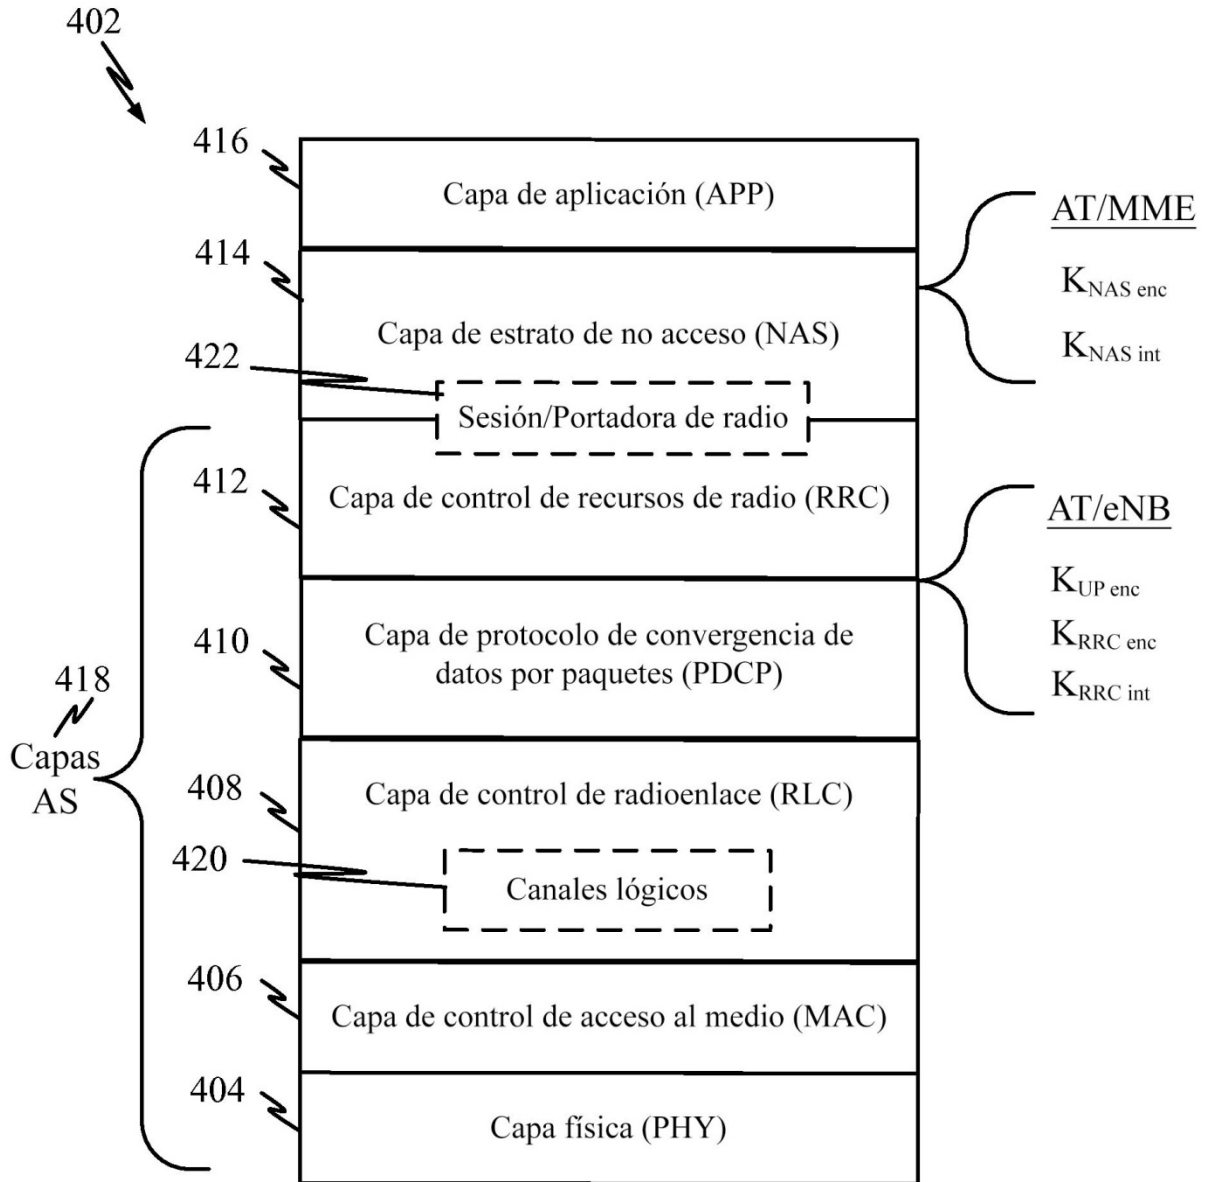 402
416
Capa de aplicación (APP)
AT/MME
414
K_NAS enc
Capa de estrato de no acceso (NAS)
K_NAS int
422
Sesión/Portadora de radio
412
Capa de control de recursos de radio (RRC)
AT/eNB
K_UP enc
410
Capa de protocolo de convergencia de
datos por paquetes (PDCP)
K_RRC enc
K_RRC int
418
Capas
AS
408
Capa de control de radioenlace (RLC)
420
Canales lógicos
406
Capa de control de acceso al medio (MAC)
404
Capa física (PHY)